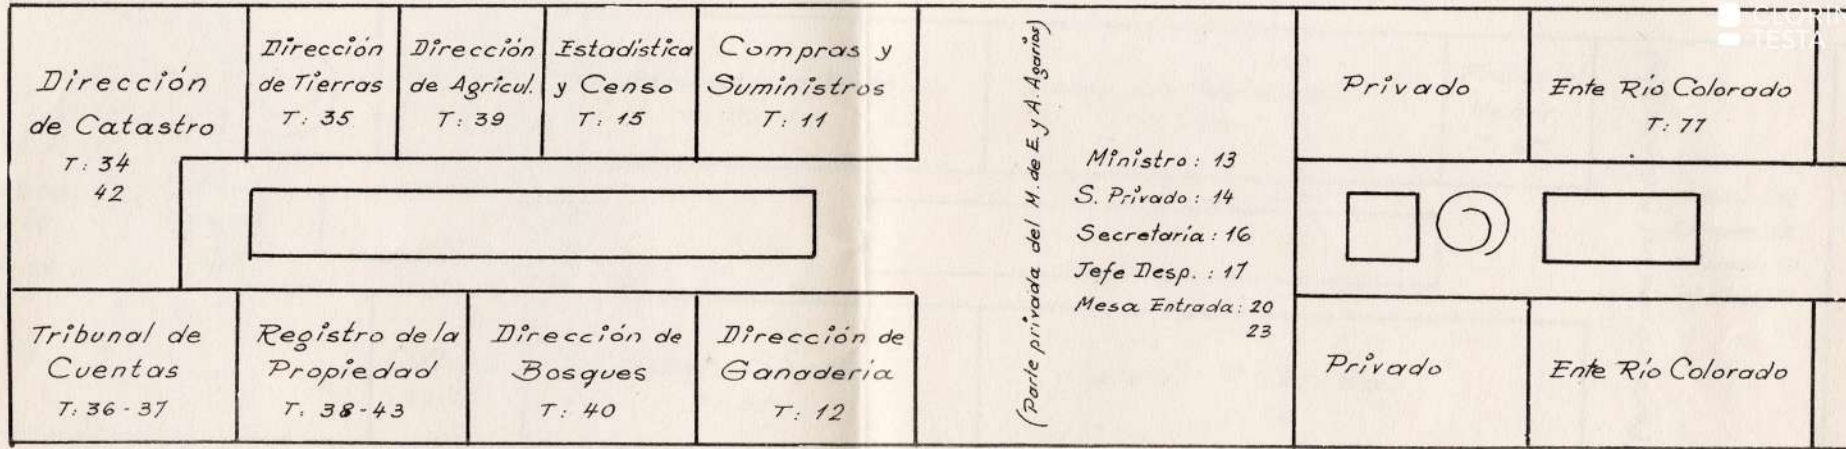 Dirección
de Catastro
T: 34
42
Dirección
de Tierras
T: 35
Dirección
de Agricul.
T: 39
Estadística
y Censo
T: 15
Compras y
Suministros
T: 11
(Parte privada del M. de E. y A. Agarios)
Ministro: 13
S. Privado: 14
Secretaría: 16
Jefe Desp.: 17
Mesa Entrada: 20
23
Privado
Ente Río Colorado
T: 77
Tribunal de
Cuentas
T: 36 - 37
Registro de la
Propiedad
T: 38-43
Dirección de
Bosques
T: 40
Dirección de
Ganadería
T: 12
Privado
Ente Río Colorado
TESTA